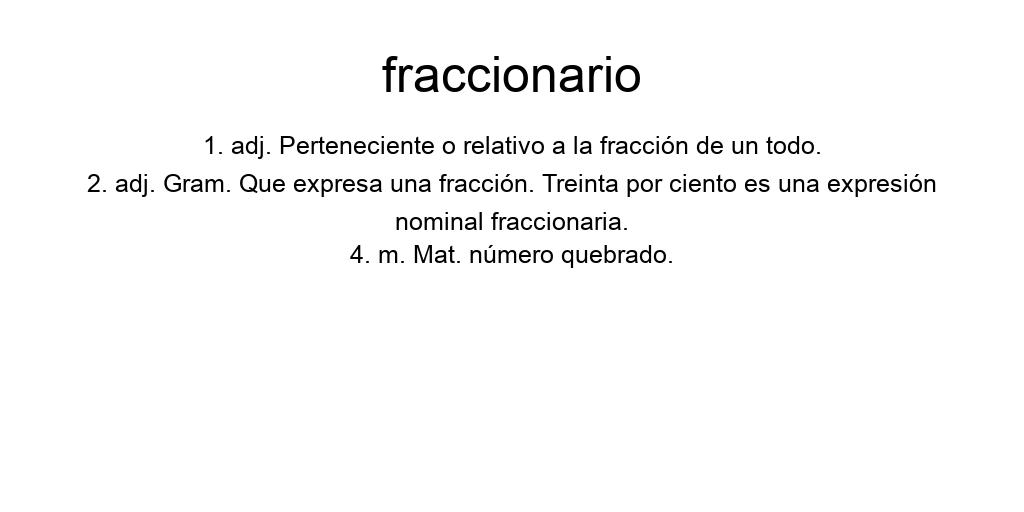 fraccionario
1. adj. Perteneciente o relativo a la fracción de un todo.
2. adj. Gram. Que expresa una fracción. Treinta por ciento es una expresión
nominal fraccionaria.
4. m. Mat. número quebrado.